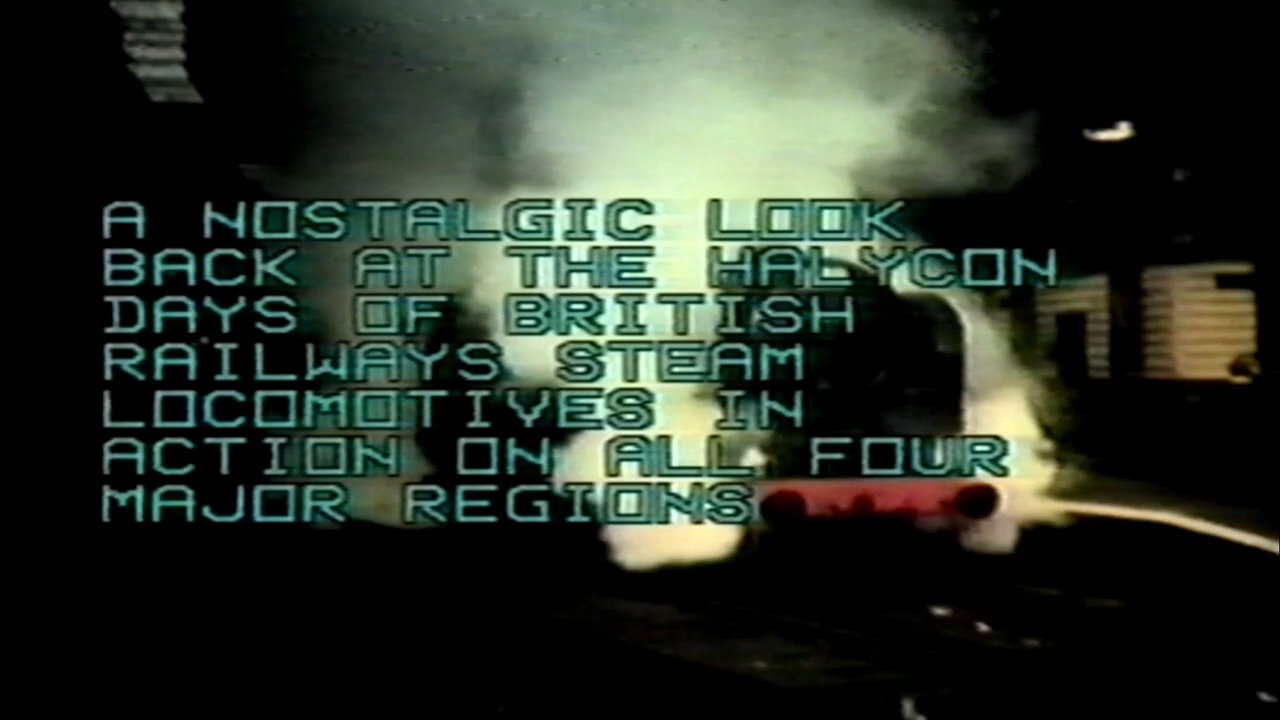 A NOSTALGIC LOOK
BACK AT THE HALYCON
DAYS OF BRITISH
RAILWAYS STEAM
LOCOMOTIVES IN
ACTION ON ALL FOUR
MAJOR REGIONS